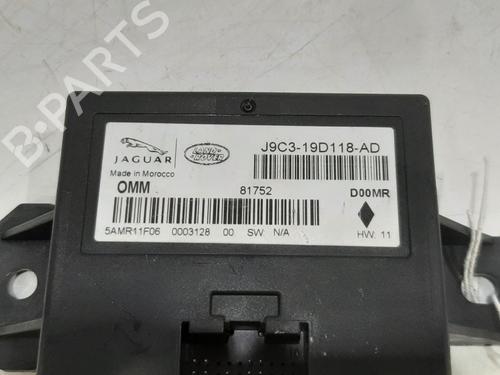 B-PARTS
JAGUAR
LAND-
ROVER
J9C3-19D118-AD
Made in Morocco
OMM
81752
D00MR
5AMR11F06 0003128 00 SW N/A
HW. 11